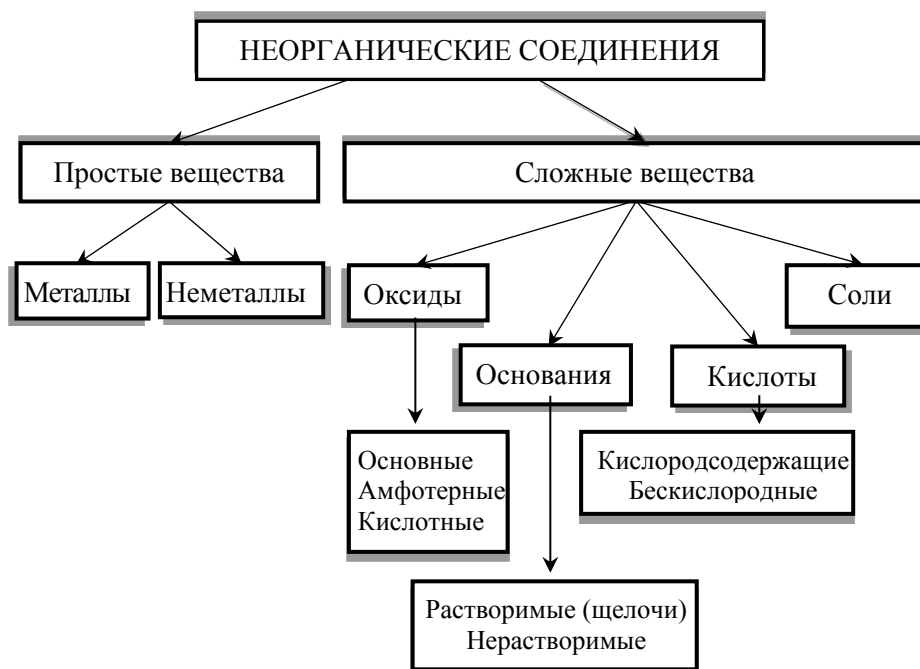 НЕОРГАНИЧЕСКИЕ СОЕДИНЕНИЯ
Простые вещества
Сложные вещества
Металлы
Неметаллы
Оксиды
Соли
Основания
Кислоты
Основные
Амфотерные
Кислотные
Кислородсодержащие
Бескислородные
Растворимые (щелочи)
Нерастворимые